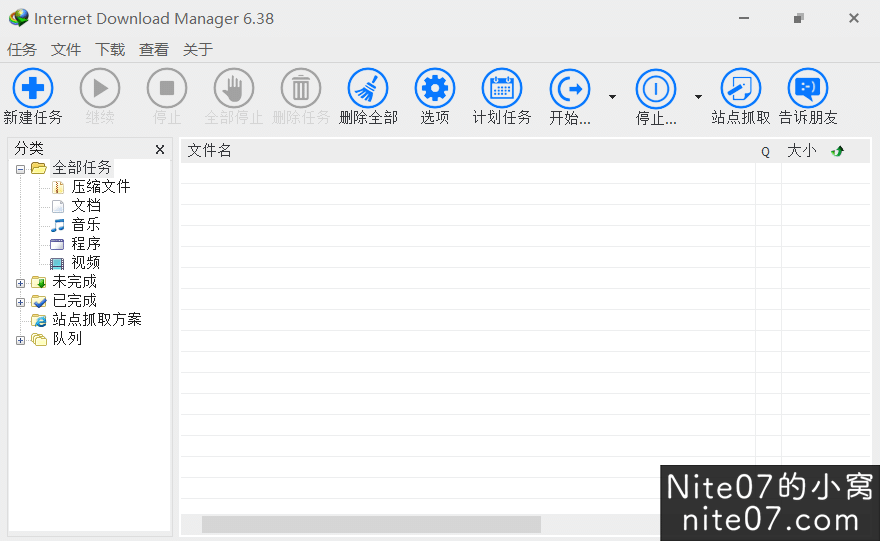 Internet Download Manager 6.38
任务 文件 下载 查看 关于
新建任务 继续 停止 全部停止 删除任务 删除全部 选项 计划任务 开始... 停止... 站点抓取 告诉朋友
分类
文件名 Q 大小
全部任务
压缩文件
文档
音乐
程序
视频
未完成
已完成
站点抓取方案
队列
Nite07的小窝
nite07.com